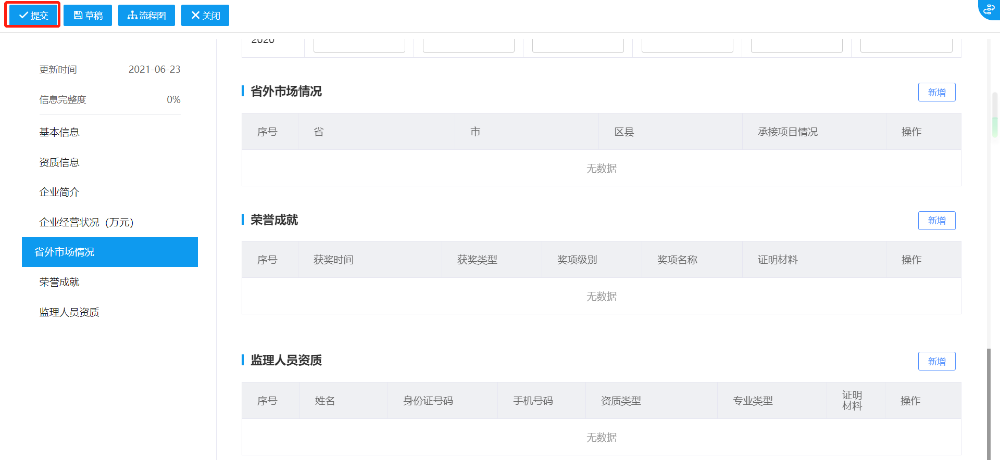 提交 草稿 流程图 关闭
2020
更新时间 2021-06-23
信息完整度 0%
基本信息
资质信息
企业简介
企业经营状况（万元）
省外市场情况
荣誉成就
监理人员资质
省外市场情况 新增
序号 省 市 区县 承接项目情况 操作
无数据
荣誉成就 新增
序号 获奖时间 获奖类型 奖项级别 奖项名称 证明材料 操作
无数据
监理人员资质 新增
序号 姓名 身份证号码 手机号码 资质类型 专业类型 证明材料 操作
无数据